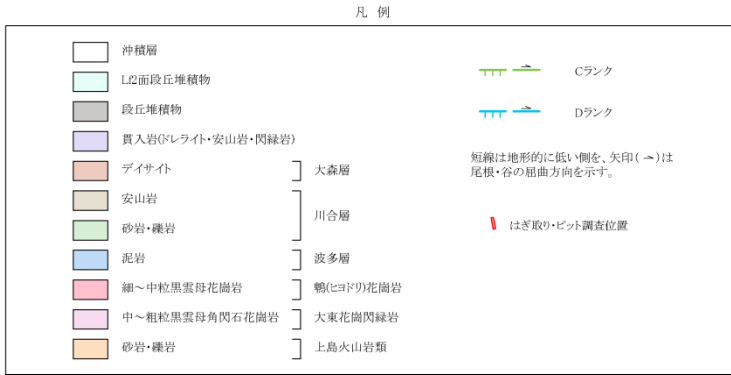 凡 例
沖積層
Lf2面段丘堆積物
段丘堆積物
貫入岩(ドレライト・安山岩・閃緑岩)
デイサイト
大森層
安山岩
川合層
砂岩・礫岩
泥岩
波多層
細～中粒黒雲母花崗岩
鵯(ヒヨドリ)花崗岩
中～粗粒黒雲母角閃石花崗岩
大東花崗閃緑岩
砂岩・礫岩
上島火山岩類
Cランク
Dランク
短線は地形的に低い側を、矢印(⇀)は
尾根・谷の屈曲方向を示す。
はぎ取り・ピット調査位置